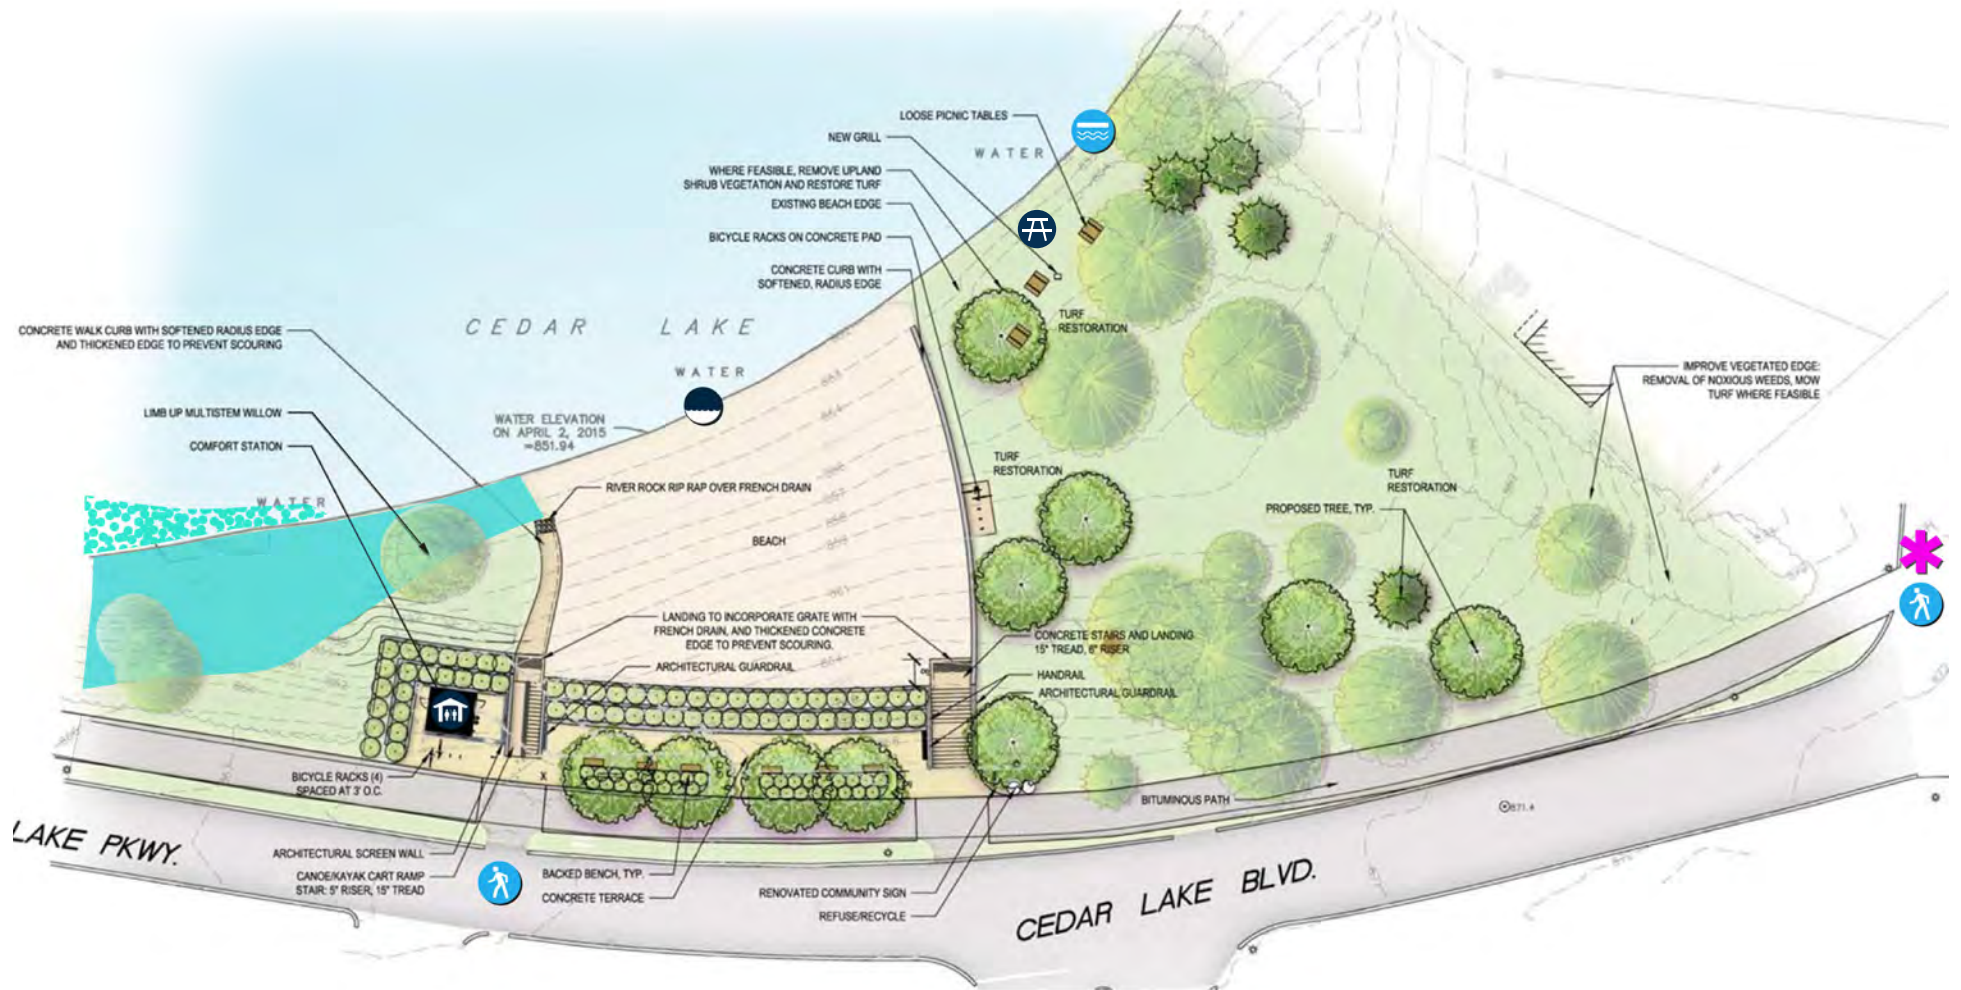 LOOSE PICNIC TABLES
NEW GRILL
WATER
WHERE FEASIBLE, REMOVE UPLAND
SHRUB VEGETATION AND RESTORE TURF
EXISTING BEACH EDGE
BICYCLE RACKS ON CONCRETE PAD
CONCRETE CURB WITH
SOFTENED, RADIUS EDGE
TURF
RESTORATION
CEDAR LAKE
WATER
CONCRETE WALK CURB WITH SOFTENED RADIUS EDGE
AND THICKENED EDGE TO PREVENT SCOURING
IMPROVE VEGETATED EDGE:
REMOVAL OF NOXIOUS WEEDS, MOW
TURF WHERE FEASIBLE
LIMB UP MULTISTEM WILLOW
WATER ELEVATION
ON APRIL 2, 2015
=851.94
COMFORT STATION
TURF
RESTORATION
TURF
RESTORATION
WATER
RIVER ROCK RIP RAP OVER FRENCH DRAIN
PROPOSED TREE, TYP.
BEACH
LANDING TO INCORPORATE GRATE WITH
FRENCH DRAIN, AND THICKENED CONCRETE
EDGE TO PREVENT SCOURING.
CONCRETE STAIRS AND LANDING
15" TREAD, 6" RISER
ARCHITECTURAL GUARDRAIL
HANDRAIL
ARCHITECTURAL GUARDRAIL
BICYCLE RACKS (4)
SPACED AT 3' O.C.
X
BITUMINOUS PATH
871.4
LAKE PKWY.
ARCHITECTURAL SCREEN WALL
CANOE/KAYAK CART RAMP
STAIR: 5" RISER, 15" TREAD
BACKED BENCH, TYP.
CONCRETE TERRACE
RENOVATED COMMUNITY SIGN
REFUSE/RECYCLE
CEDAR LAKE BLVD.